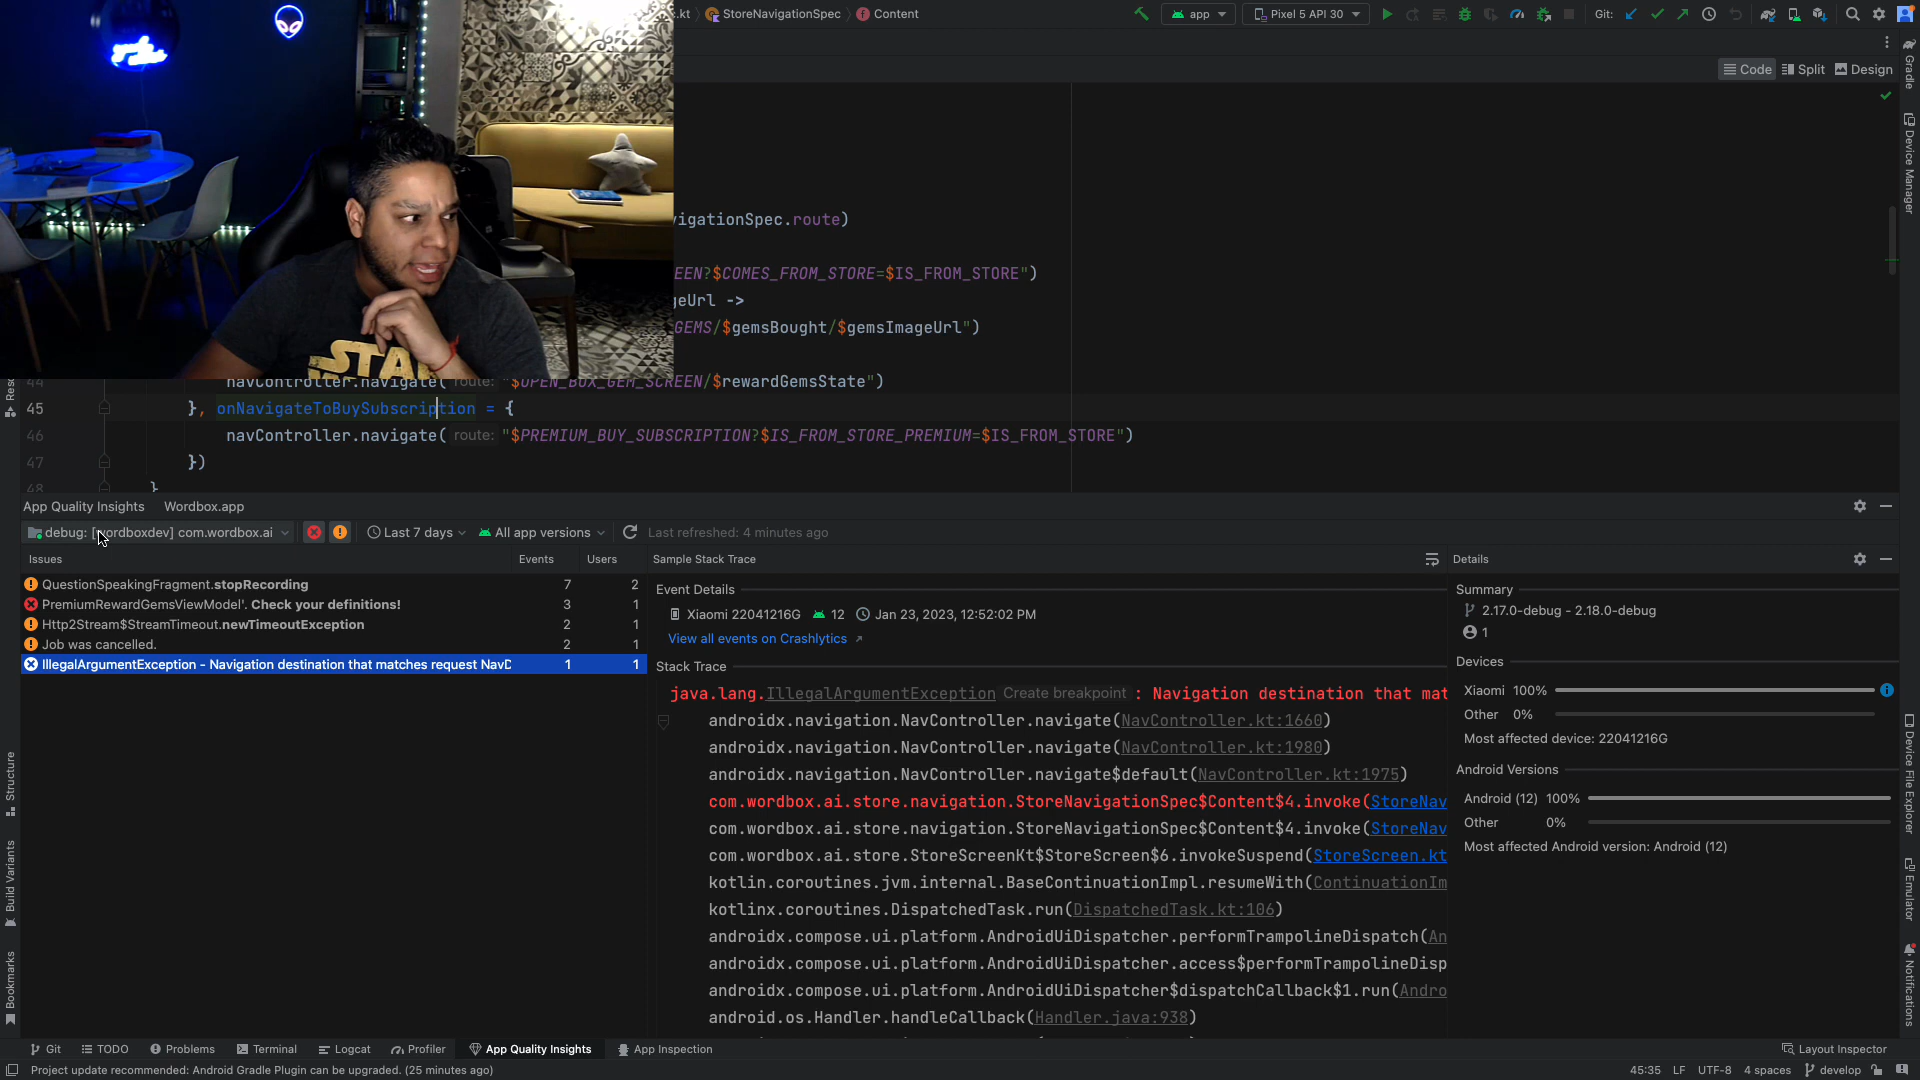 .kt StoreNavigationSpec Content app Pixel 5 API 30 Git:
Code Split Design
vigationSpec.route)
EEN?$COMES_FROM_STORE=$IS_FROM_STORE")
geUrl ->
GEMS/$gemsBought/$gemsImageUrl")
44 navController.navigate( route: "$OPEN_BOX_GEM_SCREEN/$rewardGemsState")
45 }, onNavigateToBuySubscription = {
46 navController.navigate( route: "$PREMIUM_BUY_SUBSCRIPTION?$IS_FROM_STORE_PREMIUM=$IS_FROM_STORE")
47 })
48 }
STAR
App Quality Insights Wordbox.app
debug: [wordboxdev] com.wordbox.ai Last 7 days All app versions Last refreshed: 4 minutes ago
Issues Events Users
QuestionSpeakingFragment.stopRecording 7 2
PremiumRewardGemsViewModel'. Check your definitions! 3 1
Http2Stream$StreamTimeout.newTimeoutException 2 1
Job was cancelled. 2 1
IllegalArgumentException - Navigation destination that matches request NavD 1 1
Sample Stack Trace
Event Details
Xiaomi 22041216G 12 Jan 23, 2023, 12:52:02 PM
View all events on Crashlytics
Stack Trace
java.lang.IllegalArgumentException Create breakpoint : Navigation destination that mat
androidx.navigation.NavController.navigate(NavController.kt:1660)
androidx.navigation.NavController.navigate(NavController.kt:1980)
androidx.navigation.NavController.navigate$default(NavController.kt:1975)
com.wordbox.ai.store.navigation.StoreNavigationSpec$Content$4.invoke(StoreNav
com.wordbox.ai.store.navigation.StoreNavigationSpec$Content$4.invoke(StoreNav
com.wordbox.ai.store.StoreScreenKt$StoreScreen$6.invokeSuspend(StoreScreen.kt
kotlin.coroutines.jvm.internal.BaseContinuationImpl.resumeWith(ContinuationIm
kotlinx.coroutines.DispatchedTask.run(DispatchedTask.kt:106)
androidx.compose.ui.platform.AndroidUiDispatcher.performTrampolineDispatch(An
androidx.compose.ui.platform.AndroidUiDispatcher.access$performTrampolineDisp
androidx.compose.ui.platform.AndroidUiDispatcher$dispatchCallback$1.run(Andro
android.os.Handler.handleCallback(Handler.java:938)
Details
Summary
2.17.0-debug - 2.18.0-debug
1
Devices
Xiaomi 100%
Other 0%
Most affected device: 22041216G
Android Versions
Android (12) 100%
Other 0%
Most affected Android version: Android (12)
Structure
Build Variants
Bookmarks
Gradle
Device Manager
Device File Explorer
Emulator
Notifications
Git TODO Problems Terminal Logcat Profiler App Quality Insights App Inspection Layout Inspector
Project update recommended: Android Gradle Plugin can be upgraded. (25 minutes ago) 45:35 LF UTF-8 4 spaces develop